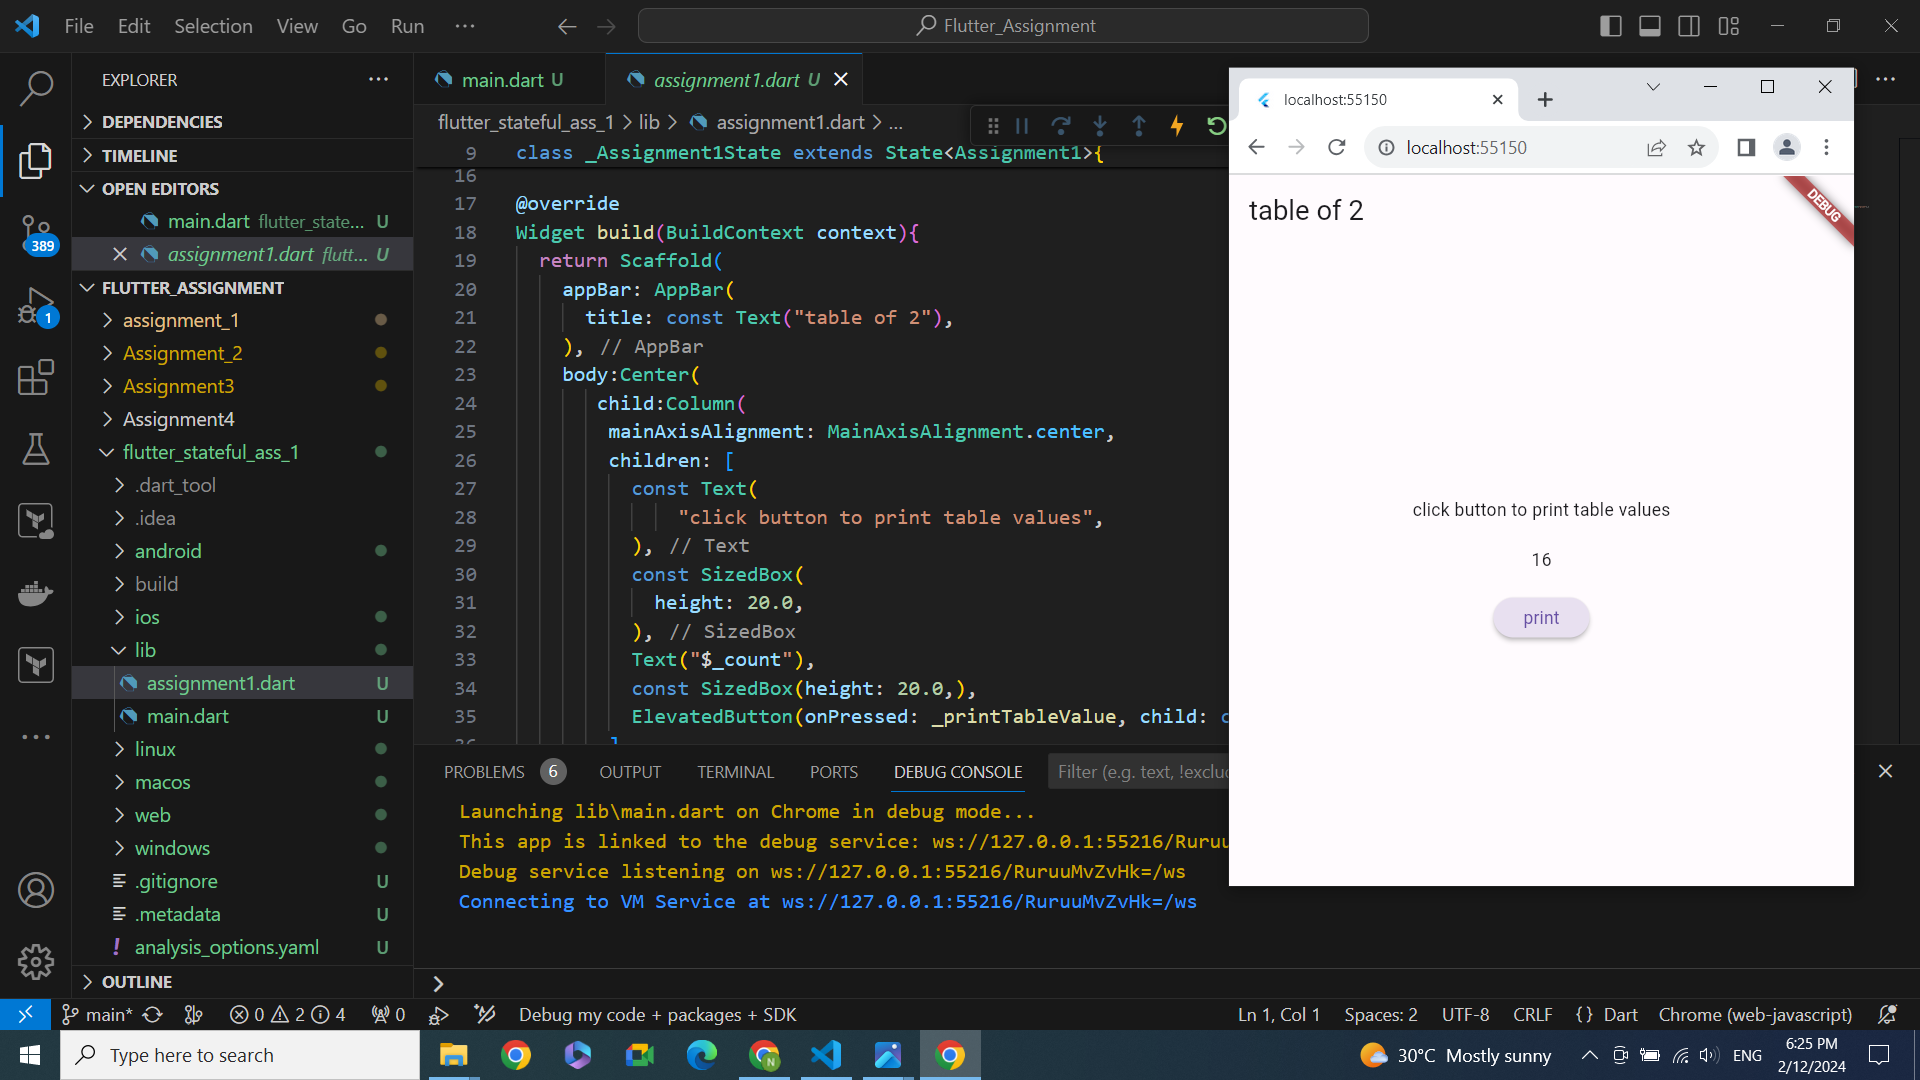 File Edit Selection View Go Run ...
Flutter_Assignment
EXPLORER
DEPENDENCIES
TIMELINE
OPEN EDITORS
main.dart flutter_state... U
assignment1.dart flutt... U
FLUTTER_ASSIGNMENT
assignment_1
Assignment_2
Assignment3
Assignment4
flutter_stateful_ass_1
.dart_tool
.idea
android
build
ios
lib
assignment1.dart U
main.dart U
linux
macos
web
windows
.gitignore U
.metadata U
analysis_options.yaml U
OUTLINE
389
1
main.dart U
assignment1.dart U
flutter_stateful_ass_1 > lib > assignment1.dart > ...
9 class _Assignment1State extends State<Assignment1>{
16
17 @override
18 Widget build(BuildContext context){
19 return Scaffold(
20 appBar: AppBar(
21 title: const Text("table of 2"),
22 ), // AppBar
23 body:Center(
24 child:Column(
25 mainAxisAlignment: MainAxisAlignment.center,
26 children: [
27 const Text(
28 "click button to print table values",
29 ), // Text
30 const SizedBox(
31 height: 20.0,
32 ), // SizedBox
33 Text("$_count"),
34 const SizedBox(height: 20.0,),
35 ElevatedButton(onPressed: _printTableValue, child: c
36 ]
PROBLEMS 6 OUTPUT TERMINAL PORTS DEBUG CONSOLE Filter (e.g. text, !exclu
Launching lib\main.dart on Chrome in debug mode...
This app is linked to the debug service: ws://127.0.0.1:55216/Ruruu
Debug service listening on ws://127.0.0.1:55216/RuruuMvZvHk=/ws
Connecting to VM Service at ws://127.0.0.1:55216/RuruuMvZvHk=/ws
localhost:55150
localhost:55150
table of 2
DEBUG
click button to print table values
16
print
main* 0 2 4 0 Debug my code + packages + SDK Ln 1, Col 1 Spaces: 2 UTF-8 CRLF {} Dart Chrome (web-javascript)
Type here to search
N
30°C Mostly sunny
ENG
6:25 PM
2/12/2024